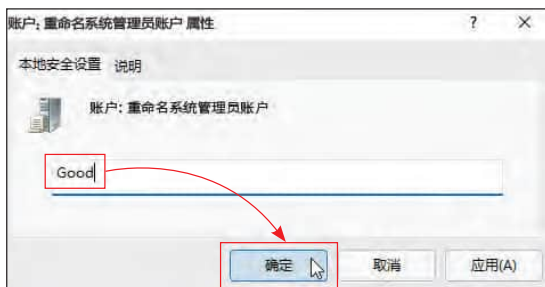 账户: 重命名系统管理员账户 属性
? ×
本地安全设置 说明
账户: 重命名系统管理员账户
Good
确定 取消 应用(A)